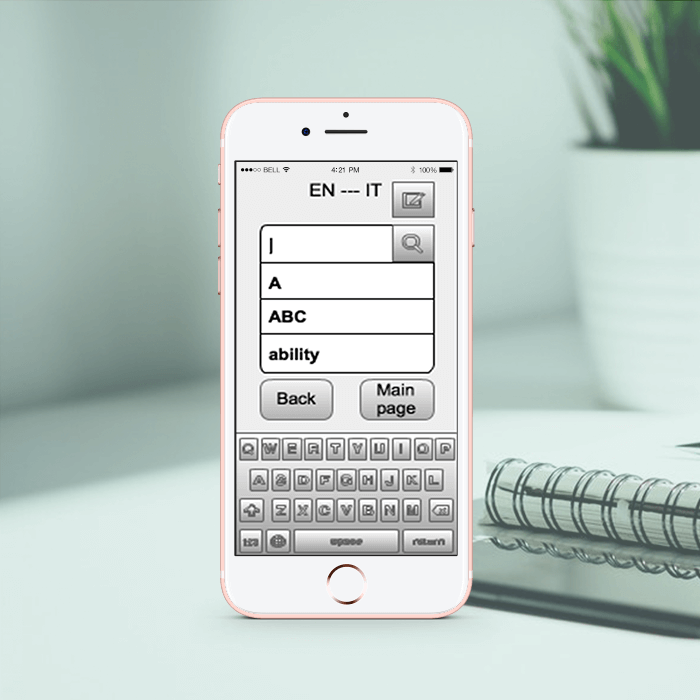 ●●●○○ BELL 4:21 PM 100%
EN --- IT
A
ABC
ability
Back
Main
page
Q W E R T Y U I O P
A S D F G H J K L
Z X C V B N M
123 space return